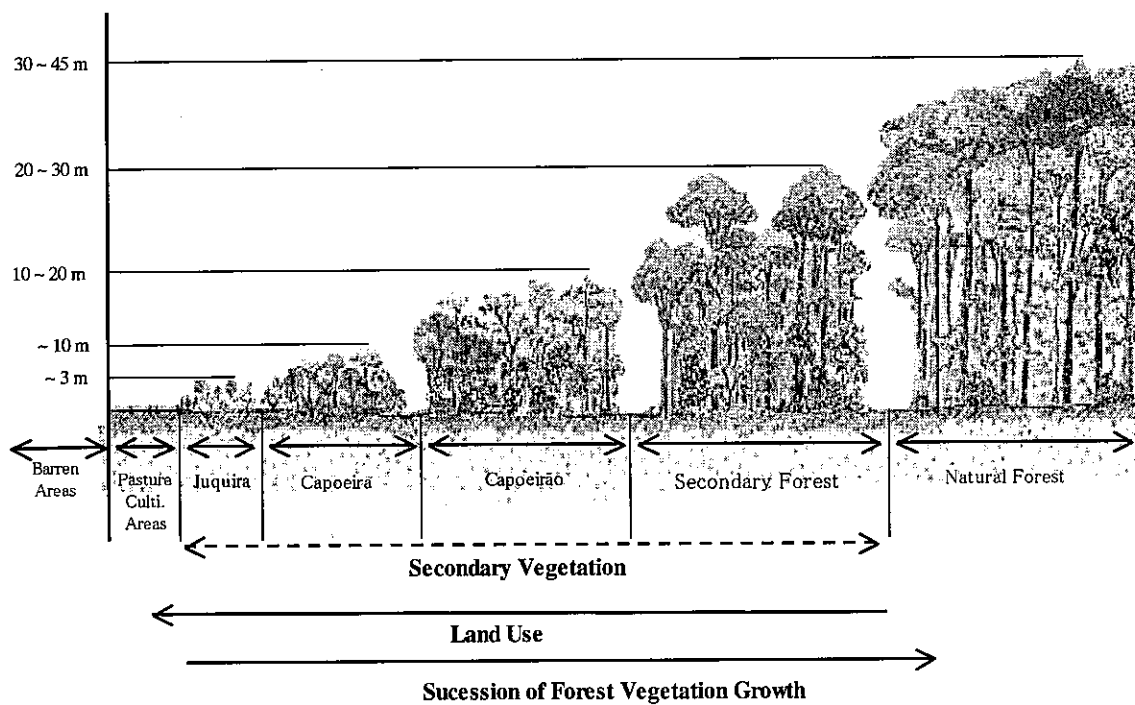 30 ~ 45 m
20 ~ 30 m
10 ~ 20 m
~ 10 m
~ 3 m
Barren
Areas
Pastura
Culti.
Areas
Juquira
Capoeira
Capoeirão
Secondary Forest
Natural Forest
Secondary Vegetation
Land Use
Sucession of Forest Vegetation Growth